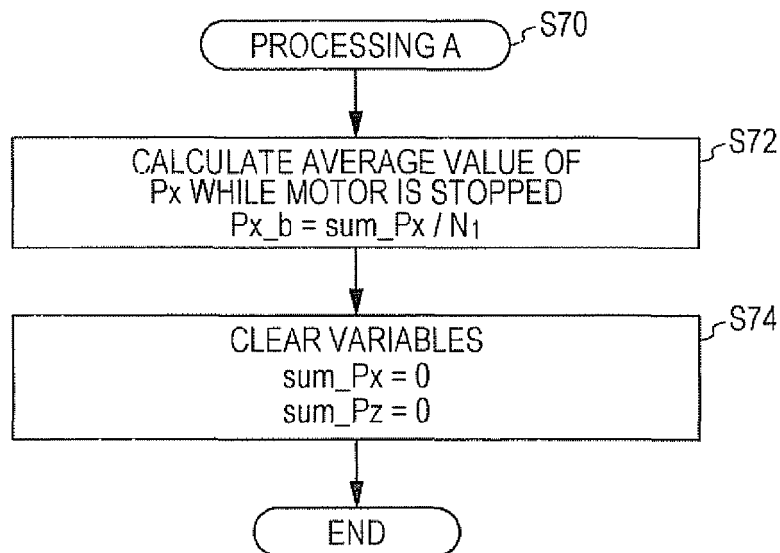 PROCESSING A
S70
CALCULATE AVERAGE VALUE OF
Px WHILE MOTOR IS STOPPED
Px_b = sum_Px / N1
S72
CLEAR VARIABLES
sum_Px = 0
sum_Pz = 0
S74
END